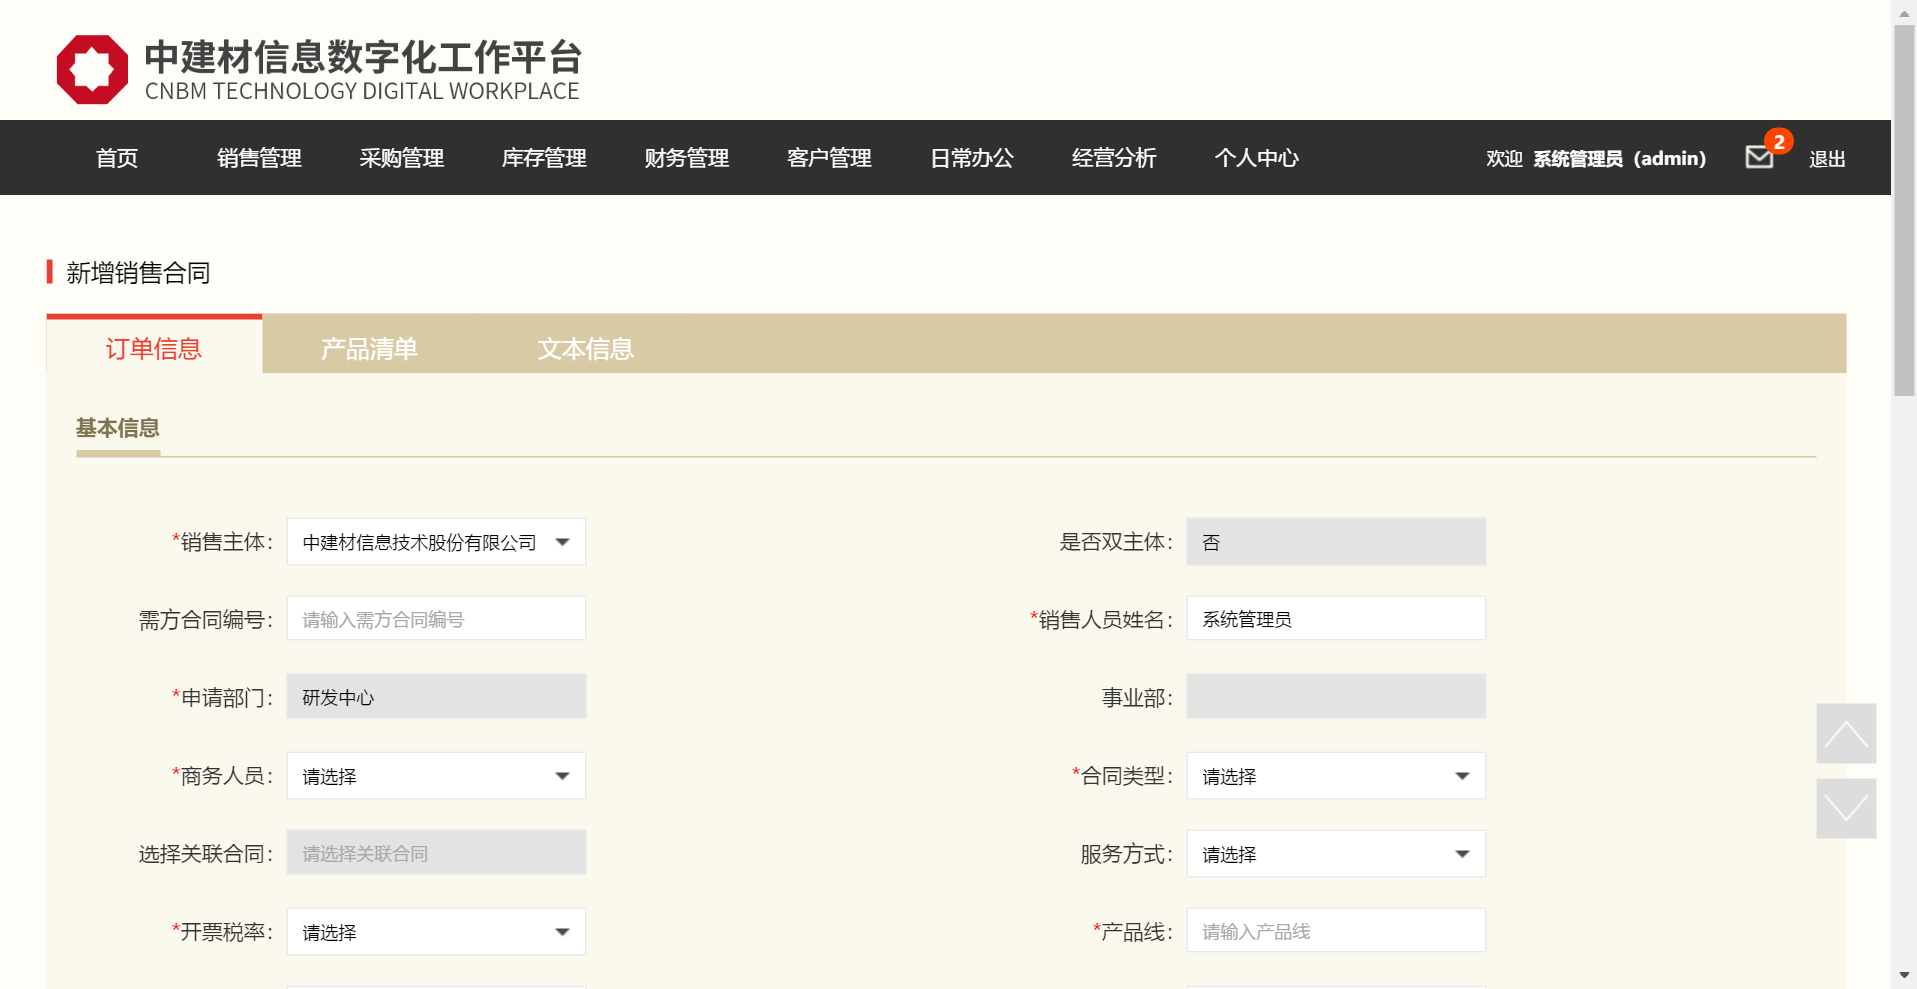 中建材信息数字化工作平台
CNBM TECHNOLOGY DIGITAL WORKPLACE
首页 销售管理 采购管理 库存管理 财务管理 客户管理 日常办公 经营分析 个人中心 欢迎 系统管理员（admin） 2 退出
新增销售合同
订单信息 产品清单 文本信息
基本信息
*销售主体： 中建材信息技术股份有限公司 是否双主体： 否
需方合同编号： 请输入需方合同编号 *销售人员姓名： 系统管理员
*申请部门： 研发中心 事业部：
*商务人员： 请选择 *合同类型： 请选择
选择关联合同： 请选择关联合同 服务方式： 请选择
*开票税率： 请选择 *产品线： 请输入产品线